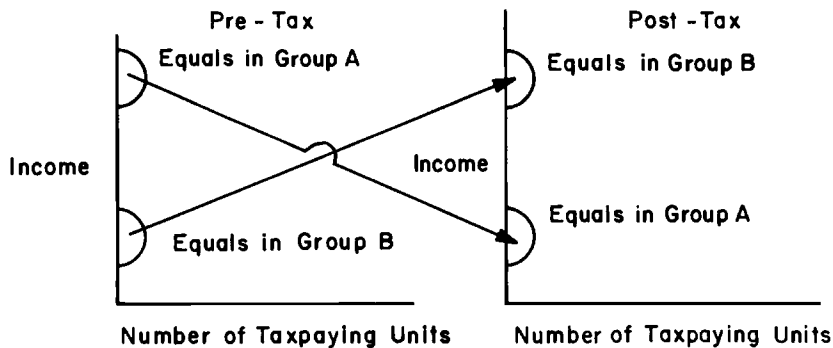 Pre - Tax
Equals in Group A
Income
Equals in Group B
Number of Taxpaying Units
Post - Tax
Equals in Group B
Income
Equals in Group A
Number of Taxpaying Units